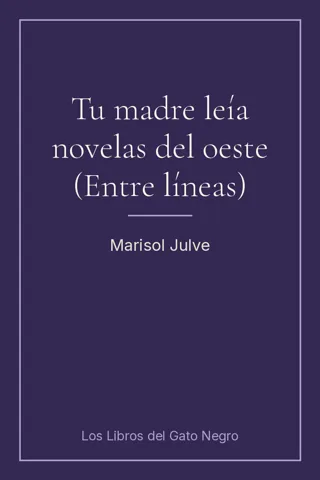 Tu madre leía
novelas del oeste
(Entre líneas)
Marisol Julve
Los Libros del Gato Negro